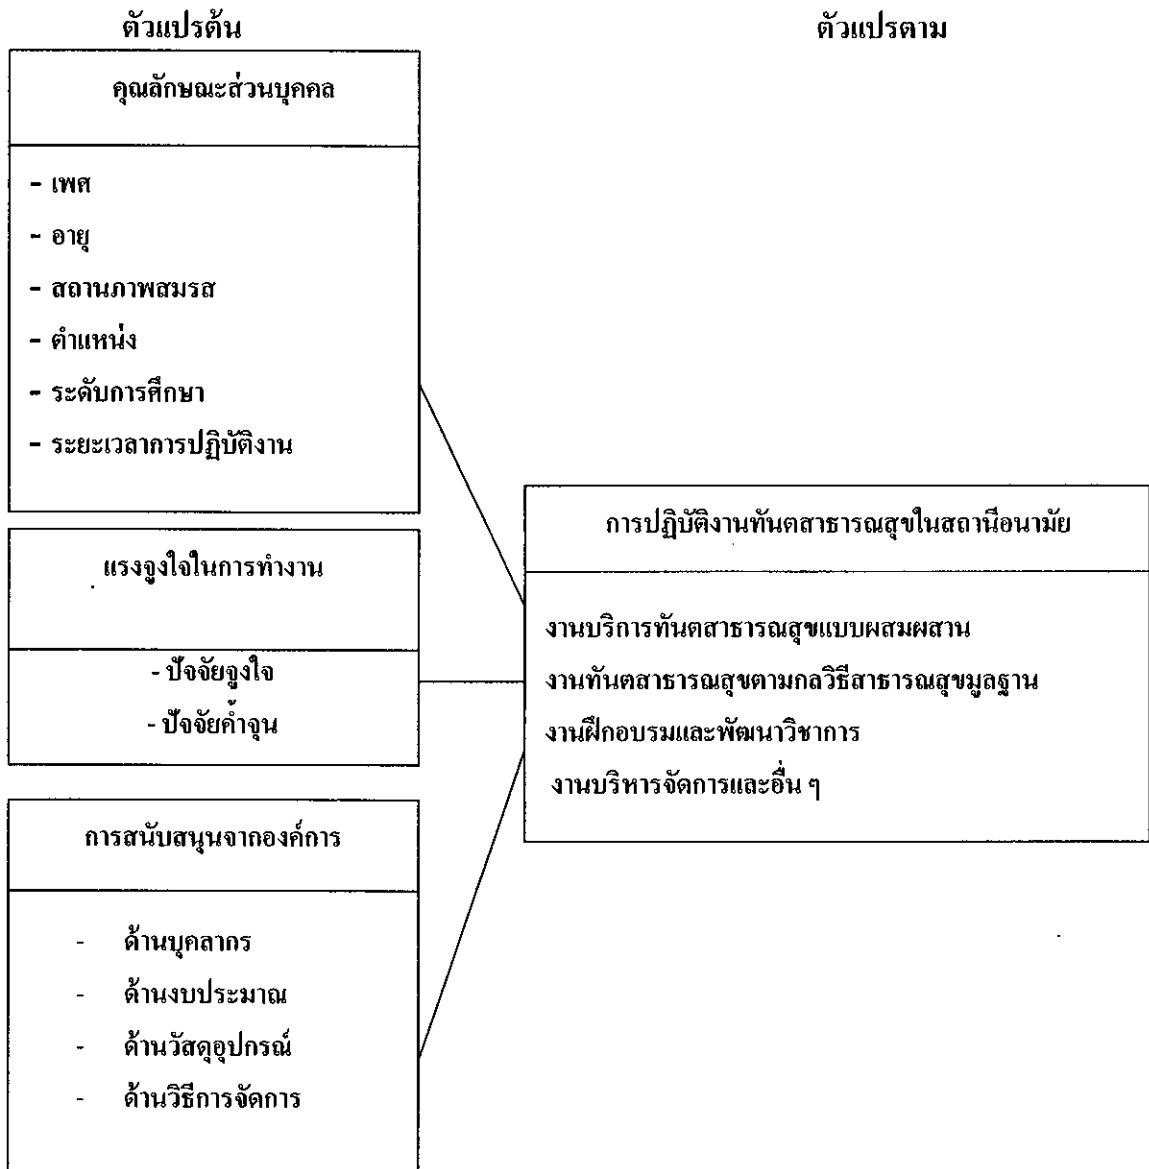 ตัวแปรต้น
ตัวแปรตาม
คุณลักษณะส่วนบุคคล
- เพศ
- อายุ
- สถานภาพสมรส
- ตำแหน่ง
- ระดับการศึกษา
- ระยะเวลาการปฏิบัติงาน
แรงจูงใจในการทำงาน
- ปัจจัยจูงใจ
- ปัจจัยค้ำจุน
การสนับสนุนจากองค์การ
- ด้านบุคลากร
- ด้านงบประมาณ
- ด้านวัสดุอุปกรณ์
- ด้านวิธีการจัดการ
การปฏิบัติงานทันตสาธารณสุขในสถานีอนามัย
งานบริการทันตสาธารณสุขแบบผสมผสาน
งานทันตสาธารณสุขตามกลวิธีสาธารณสุขมูลฐาน
งานฝึกอบรมและพัฒนาวิชาการ
งานบริหารจัดการและอื่น ๆ